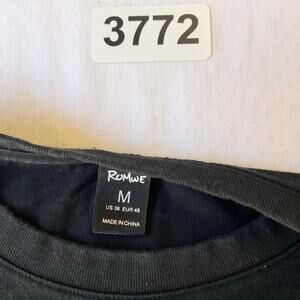 3772
ROMWE
M
US 38 EUR 48
MADE IN CHINA